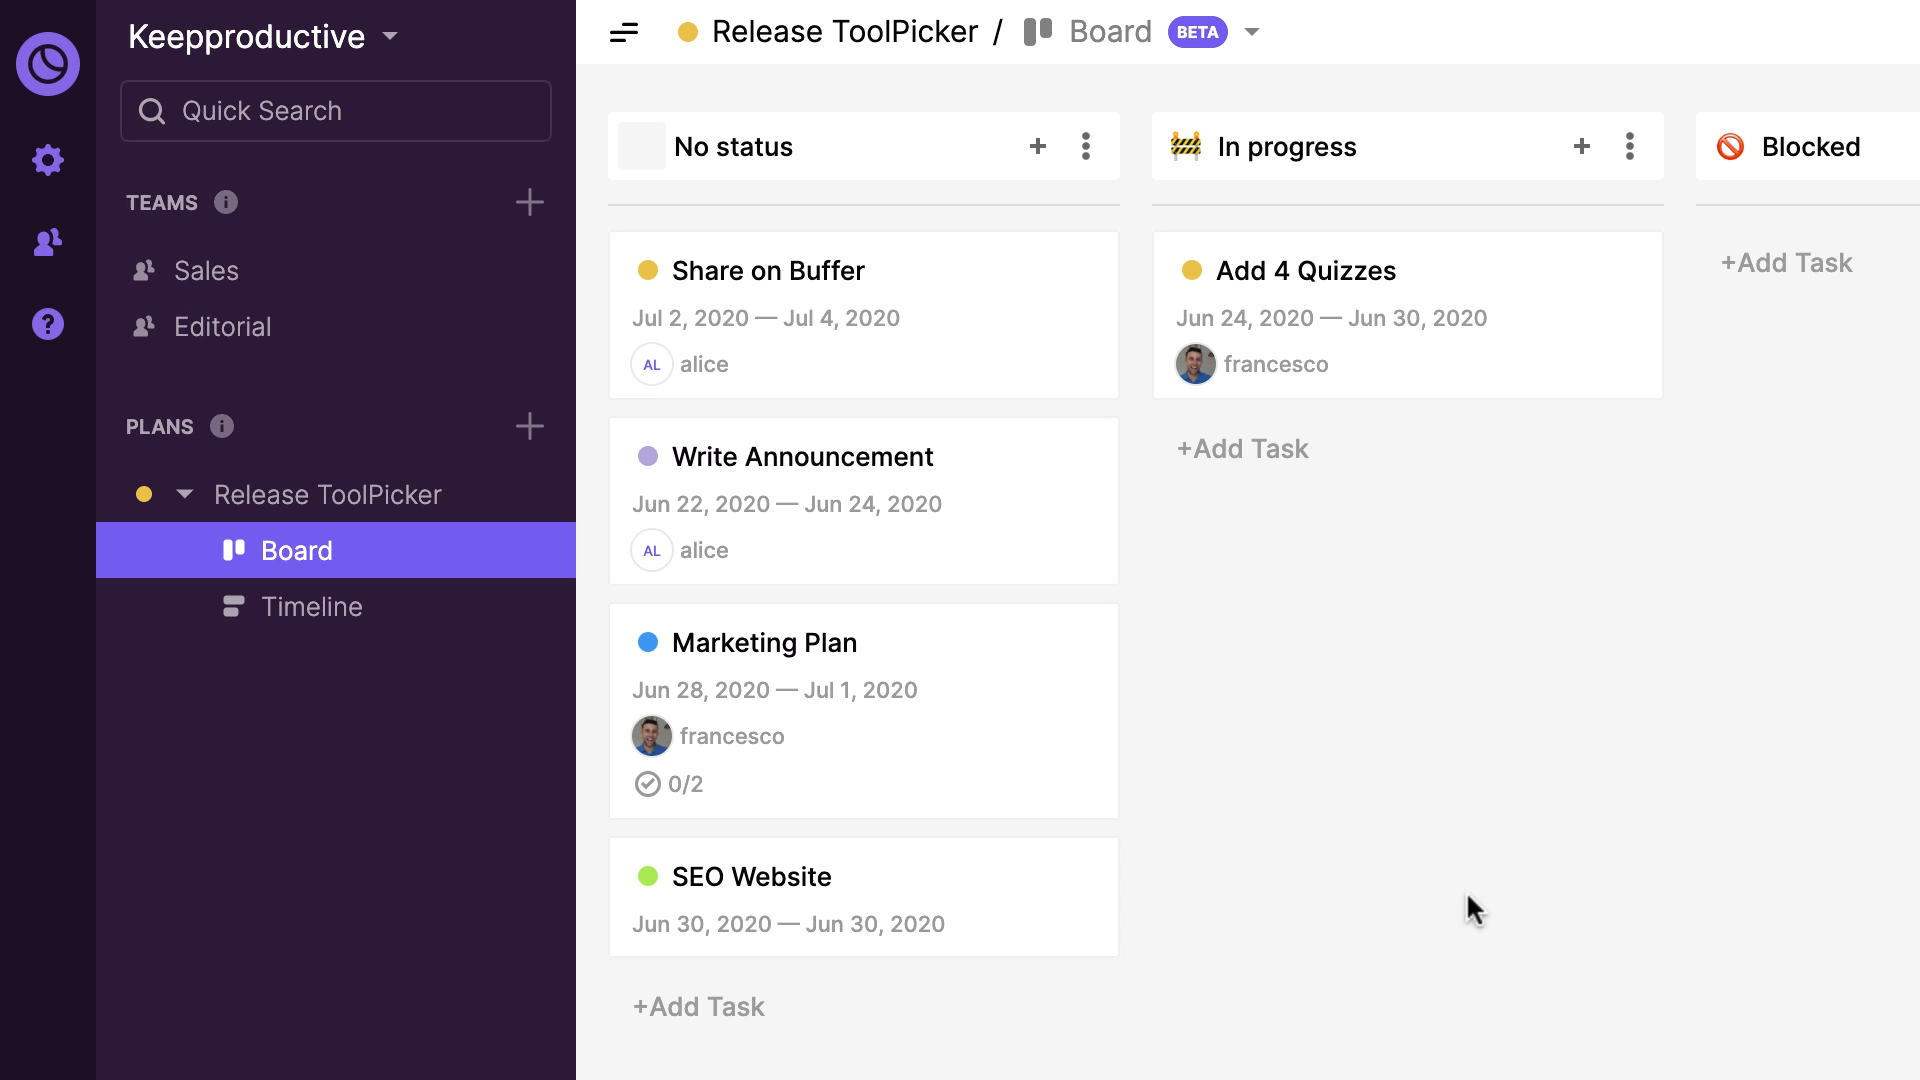 Keepproductive
Quick Search
TEAMS
Sales
Editorial
PLANS
Release ToolPicker
Board
Timeline
Release ToolPicker / Board BETA
No status
Share on Buffer
Jul 2, 2020 — Jul 4, 2020
AL alice
Write Announcement
Jun 22, 2020 — Jun 24, 2020
AL alice
Marketing Plan
Jun 28, 2020 — Jul 1, 2020
francesco
0/2
SEO Website
Jun 30, 2020 — Jun 30, 2020
+Add Task
In progress
Add 4 Quizzes
Jun 24, 2020 — Jun 30, 2020
francesco
+Add Task
Blocked
+Add Task